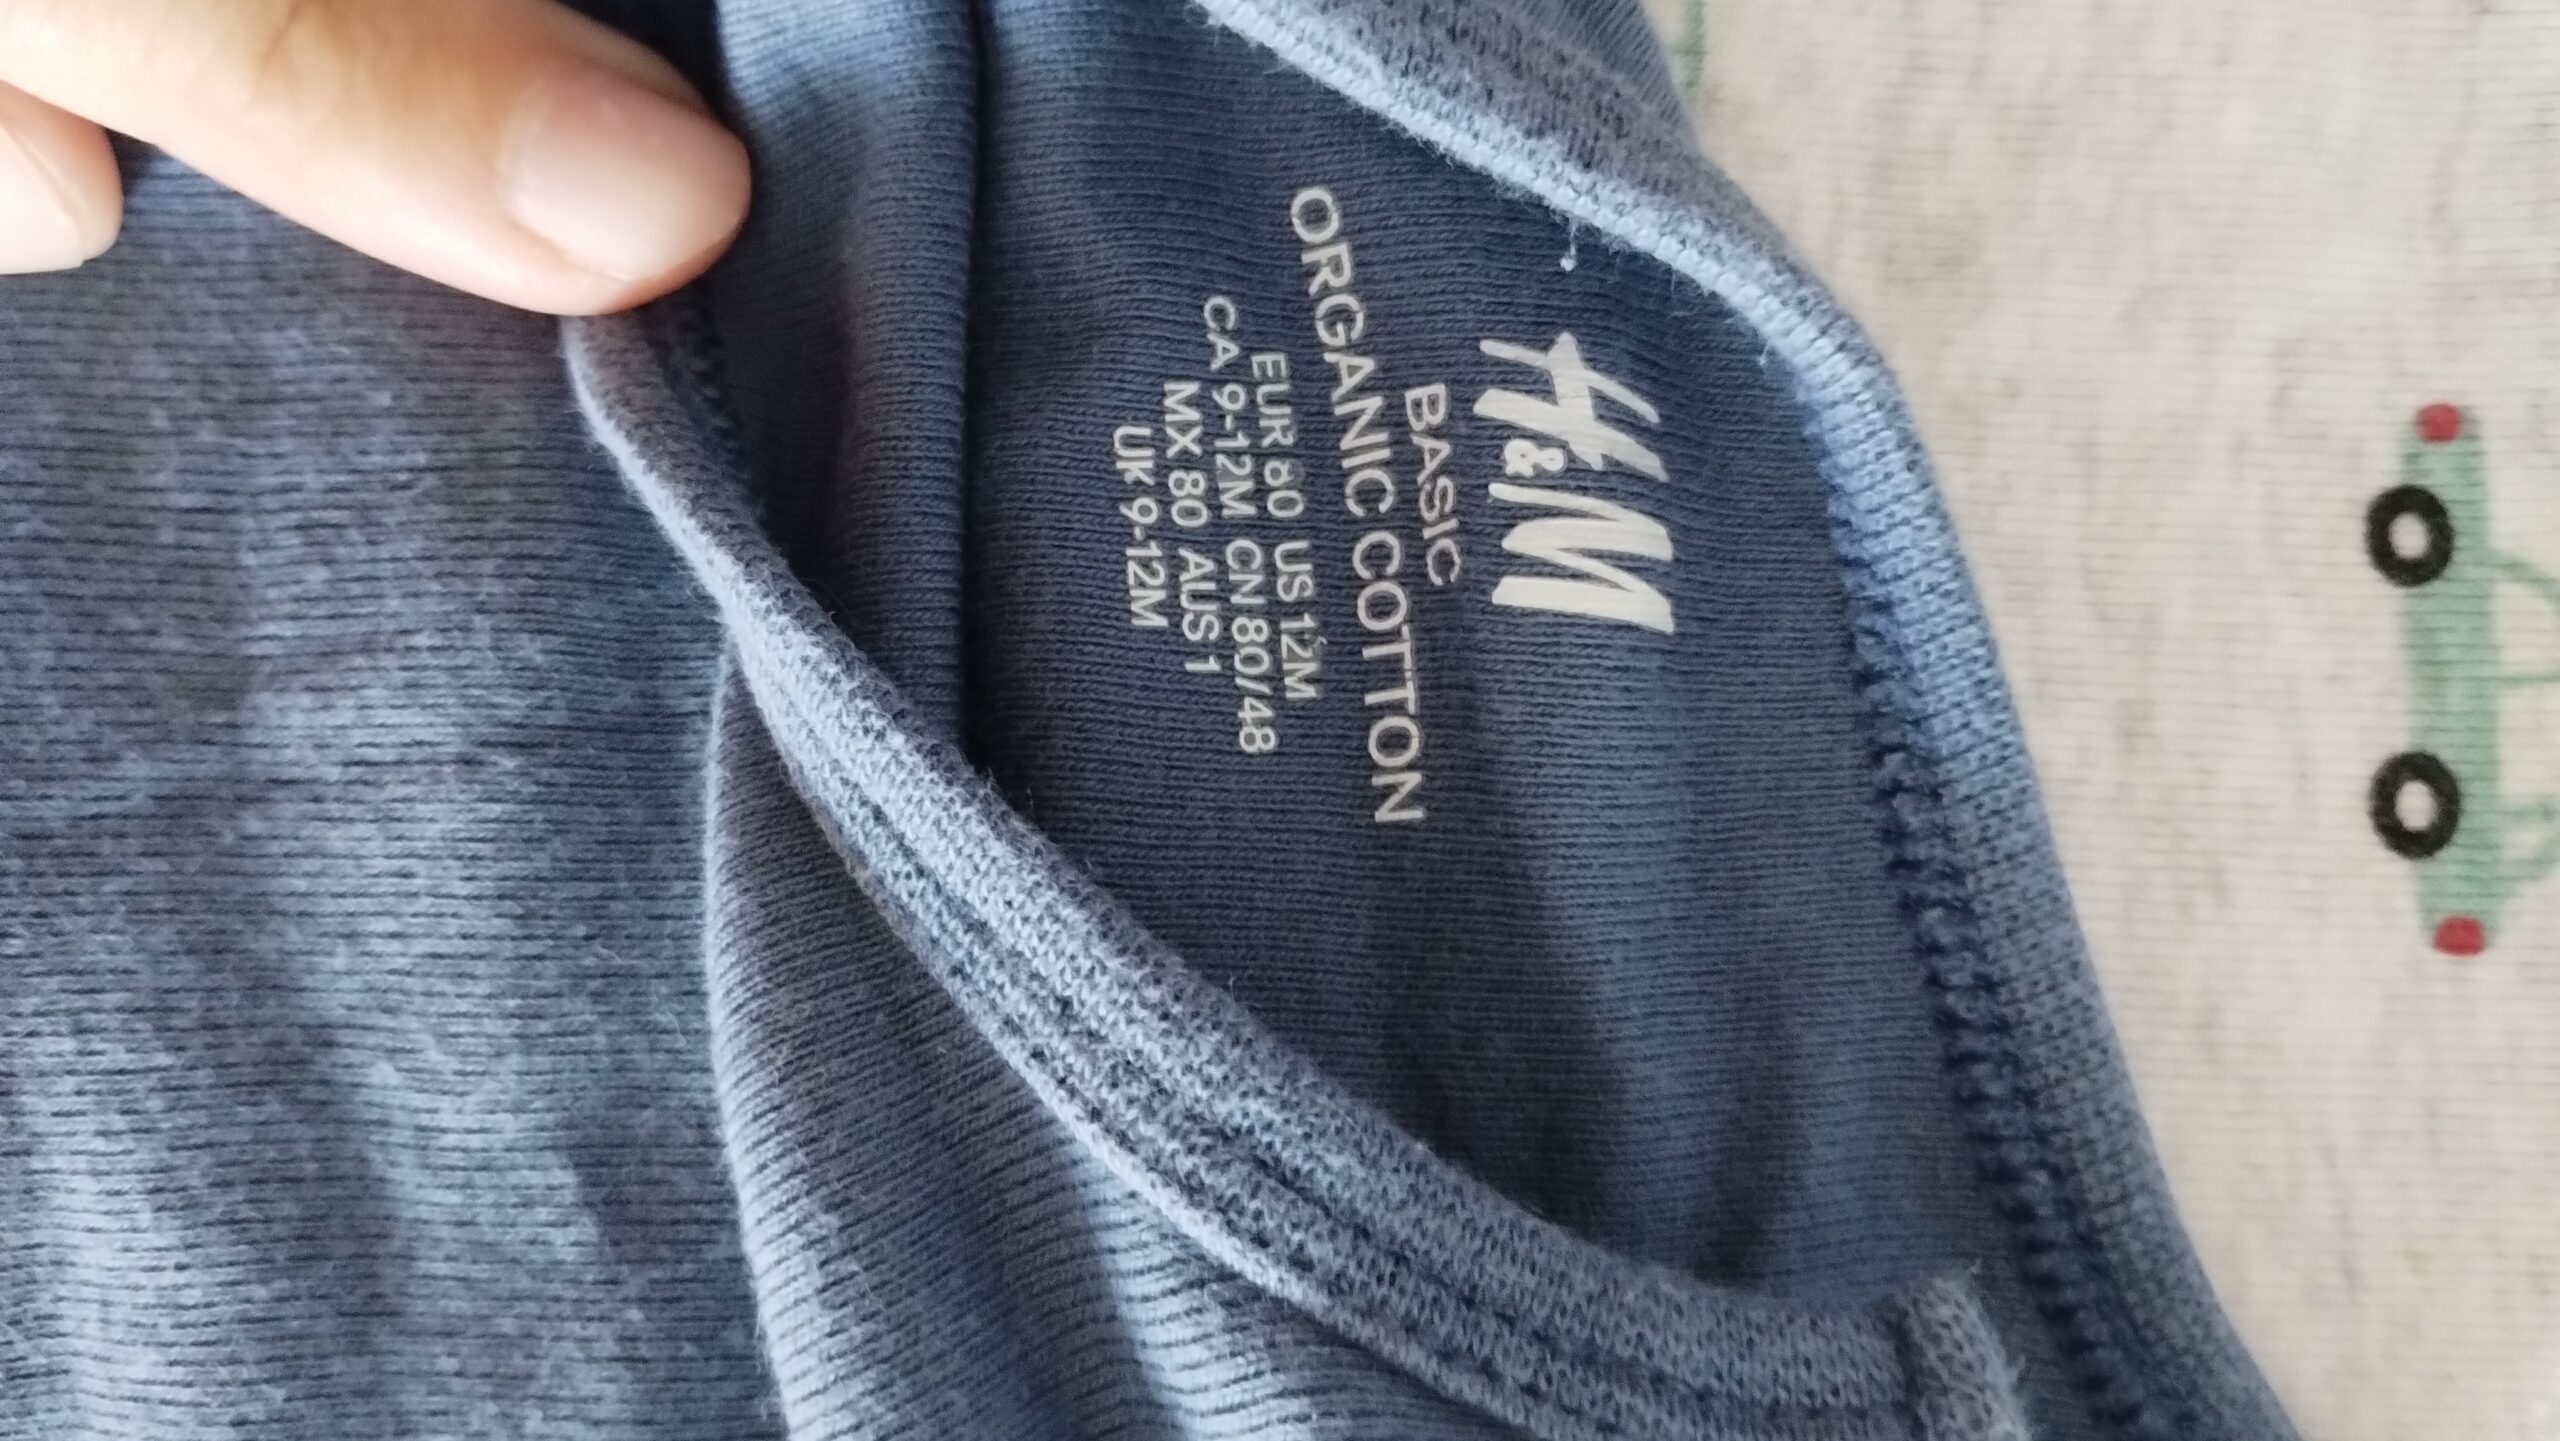 H&M
BASIC
ORGANIC COTTON
EUR 80 US 12M
CA 9-12M CN 80/48
MX 80 AUS 1
UK 9-12M